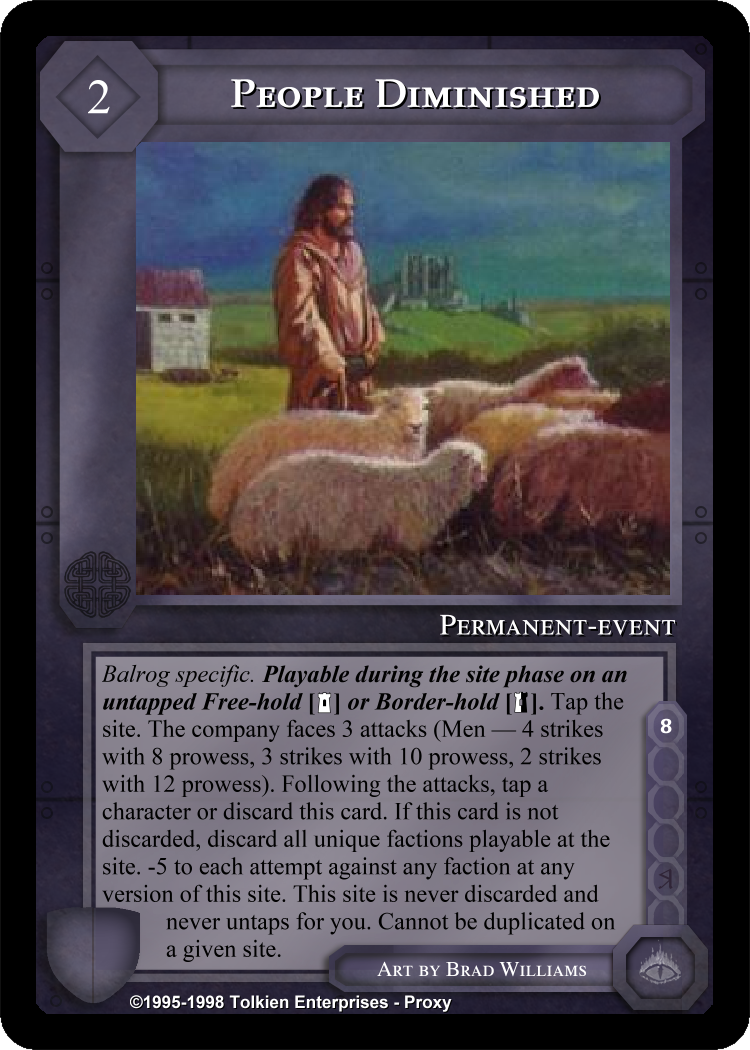 2
People Diminished
Permanent-event
Balrog specific. Playable during the site phase on an
untapped Free-hold [] or Border-hold []. Tap the
site. The company faces 3 attacks (Men — 4 strikes
with 8 prowess, 3 strikes with 10 prowess, 2 strikes
with 12 prowess). Following the attacks, tap a
character or discard this card. If this card is not
discarded, discard all unique factions playable at the
site. -5 to each attempt against any faction at any
version of this site. This site is never discarded and
never untaps for you. Cannot be duplicated on
a given site.
8
Art by Brad Williams
©1995-1998 Tolkien Enterprises - Proxy